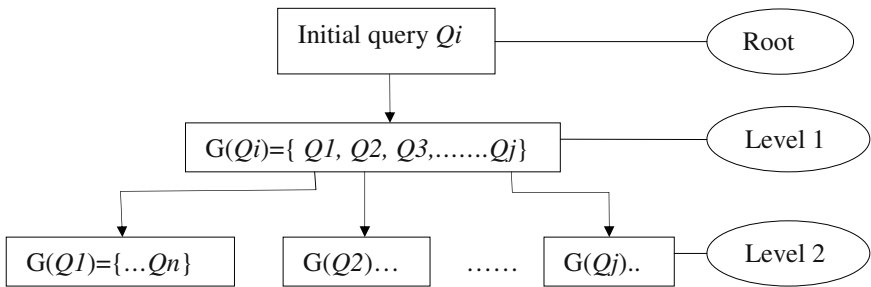 Initial query Qi
Root
G(Qi)={ Q1, Q2, Q3,.......Qj}
Level 1
G(Q1)={...Qn}
G(Q2)...
......
G(Qj)..
Level 2